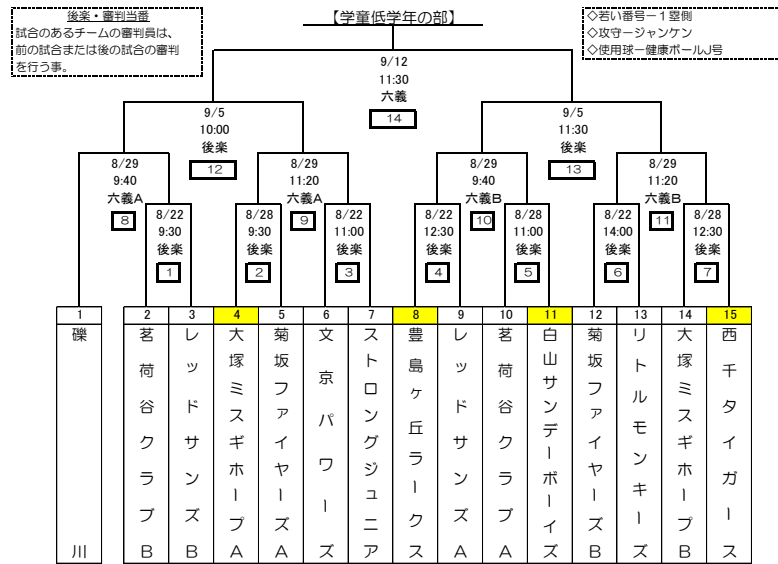 後楽・審判当番
試合のあるチームの審判員は、
前の試合または後の試合の審判
を行う事。
【学童低学年の部】
◇若い番号－１塁側
◇攻守－ジャンケン
◇使用球－健康ボールJ号
9/12
11:30
六義
14
9/5
10:00
後楽
12
9/5
11:30
後楽
13
8/29
9:40
六義A
8
8/29
11:20
六義A
9
8/29
9:40
六義B
10
8/29
11:20
六義B
11
8/22
9:30
後楽
1
8/28
9:30
後楽
2
8/22
11:00
後楽
3
8/22
12:30
後楽
4
8/28
11:00
後楽
5
8/22
14:00
後楽
6
8/28
12:30
後楽
7
1
礫川
2
茗荷谷クラブB
3
レッドサンズB
4
大塚ミスギホープA
5
菊坂ファイヤーズA
6
文京パワーズ
7
ストロングジュニア
8
豊島ヶ丘ラークス
9
レッドサンズA
10
茗荷谷クラブA
11
白山サンデーボーイズ
12
菊坂ファイヤーズB
13
リトルモンキーズ
14
大塚ミスギホープB
15
西千タイガース